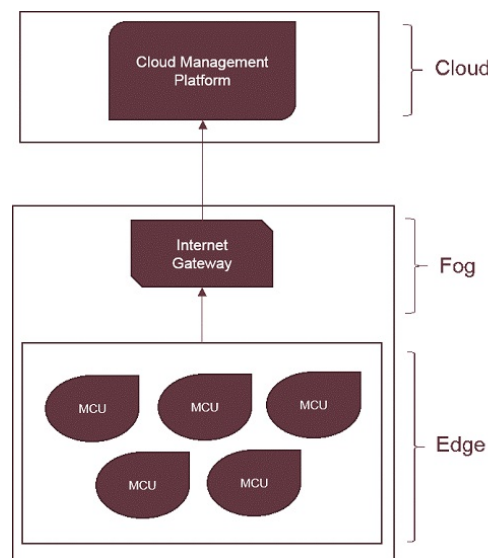 Cloud Management
Platform
Cloud
Internet
Gateway
Fog
MCU
MCU
MCU
Edge
MCU
MCU